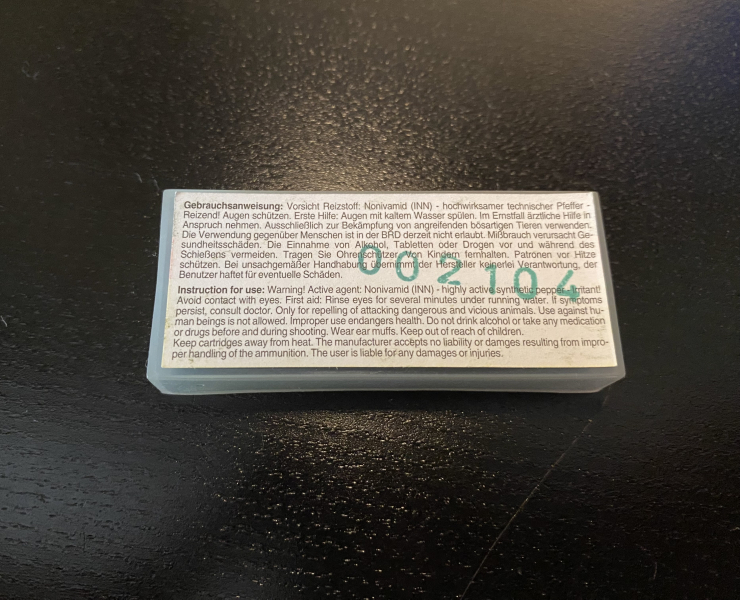 Gebrauchsanweisung: Vorsicht Reizstoff: Nonivamid (INN) - hochwirksamer technischer Pfeffer -
Reizend! Augen schützen. Erste Hilfe: Augen mit kaltem Wasser spülen. Im Ernstfall ärztliche Hilfe in
Anspruch nehmen. Ausschließlich zur Bekämpfung von angreifenden bösartigen Tieren verwenden.
Die Verwendung gegenüber Menschen ist in der BRD derzeit nicht erlaubt. Mißbrauch verursacht Ge-
sundheitsschäden. Die Einnahme von Alkohol, Tabletten oder Drogen vor und während des
Schießens vermeiden. Tragen Sie Ohrenschützer. Von Kindern fernhalten. Patronen vor Hitze
schützen. Bei unsachgemäßer Handhabung übernimmt der Hersteller keinerlei Verantwortung, der
Benutzer haftet für eventuelle Schäden.
002104
Instruction for use: Warning! Active agent: Nonivamid (INN) - highly active synthetic pepper-irritant!
Avoid contact with eyes. First aid: Rinse eyes for several minutes under running water. If symptoms
persist, consult doctor. Only for repelling of attacking dangerous and vicious animals. Use against hu-
man beings is not allowed. Improper use endangers health. Do not drink alcohol or take any medication
or drugs before and during shooting. Wear ear muffs. Keep out of reach of children.
Keep cartridges away from heat. The manufacturer accepts no liability or damges resulting from impro-
per handling of the ammunition. The user is liable for any damages or injuries.